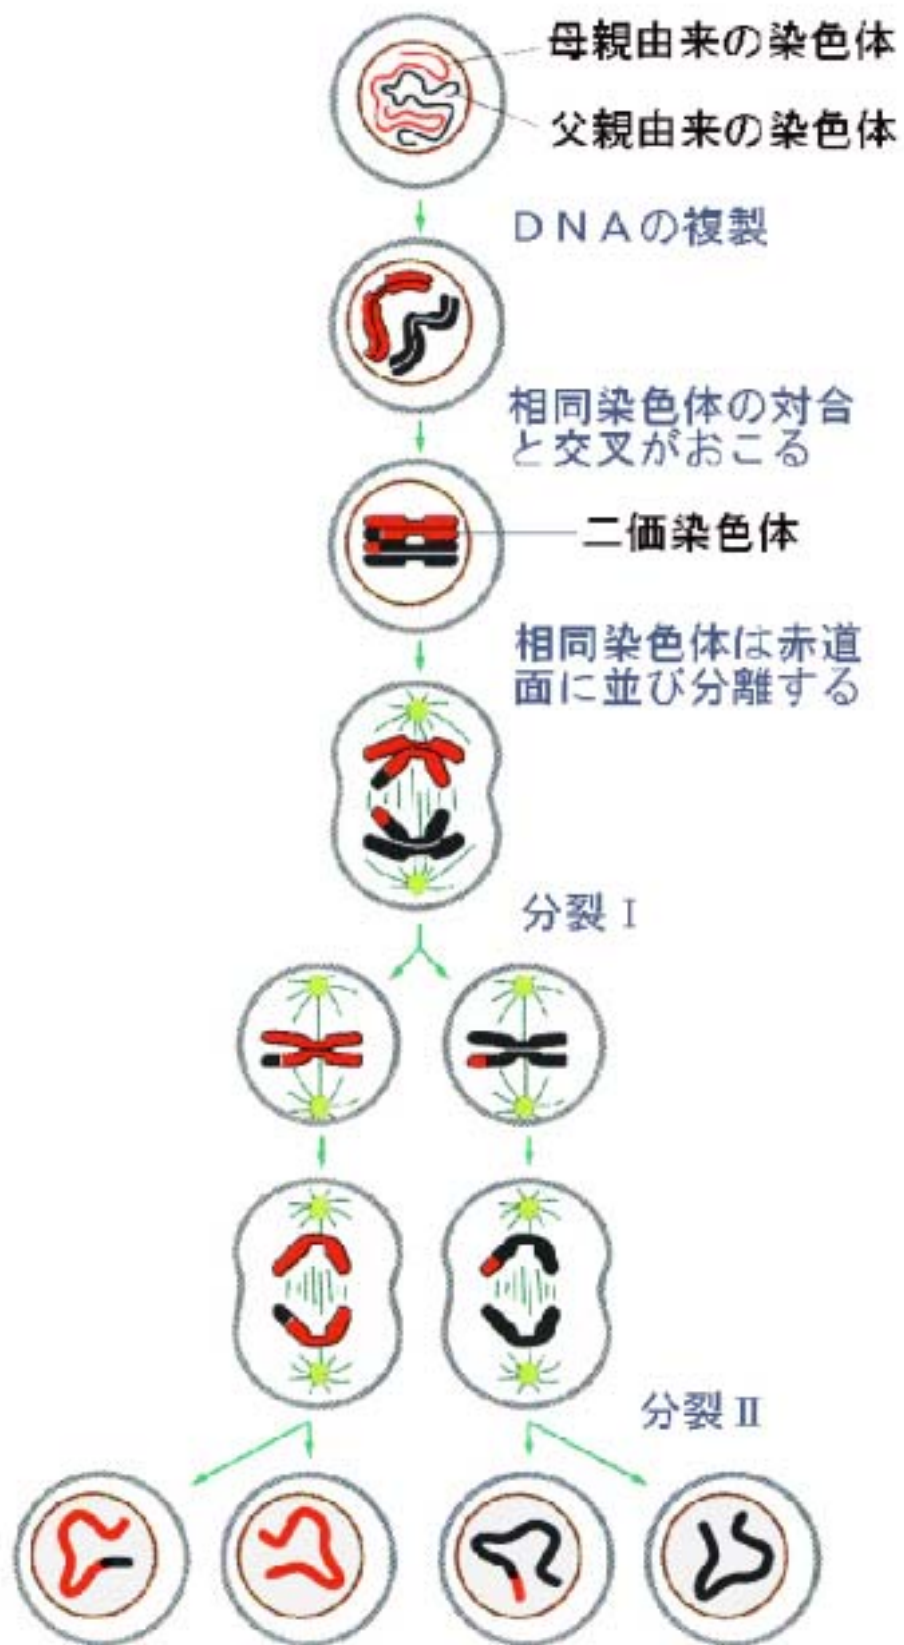 母親由来の染色体
父親由来の染色体
ＤＮＡの複製
相同染色体の対合
と交叉がおこる
二価染色体
相同染色体は赤道
面に並び分離する
分裂Ⅰ
分裂Ⅱ